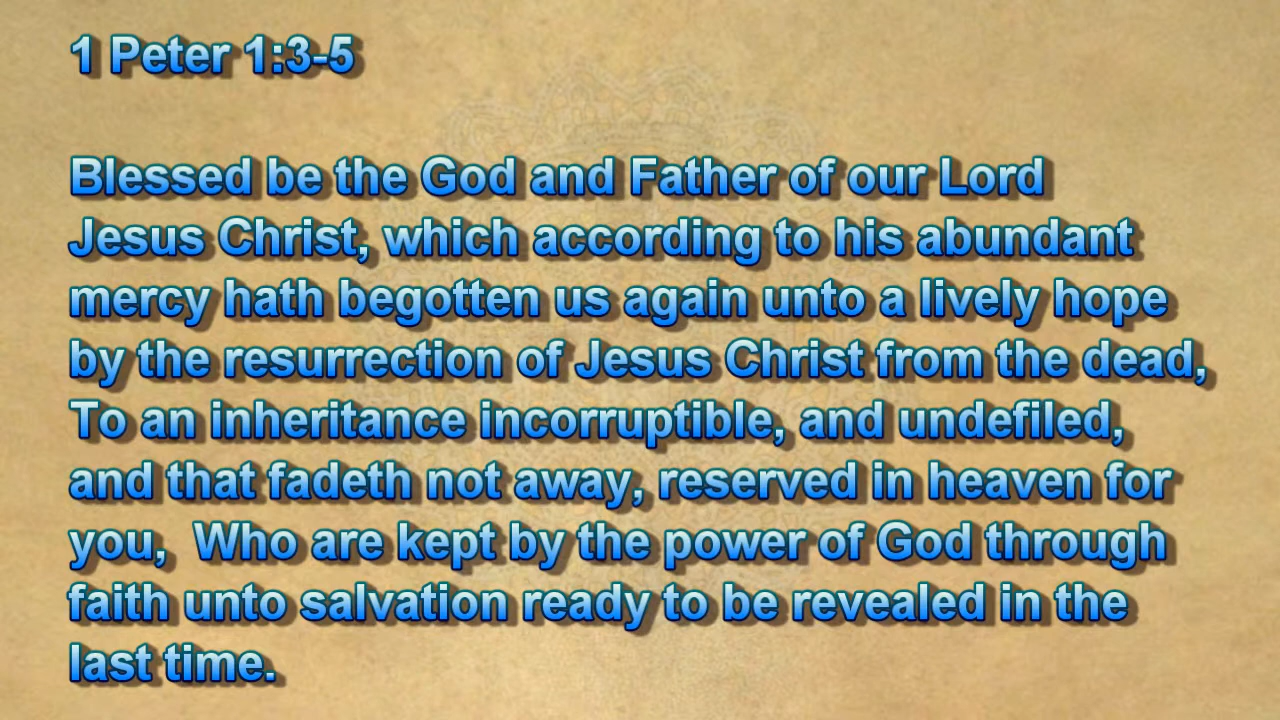 1 Peter 1:3-5
Blessed be the God and Father of our Lord
Jesus Christ, which according to his abundant
mercy hath begotten us again unto a lively hope
by the resurrection of Jesus Christ from the dead,
To an inheritance incorruptible, and undefiled,
and that fadeth not away, reserved in heaven for
you,  Who are kept by the power of God through
faith unto salvation ready to be revealed in the
last time.